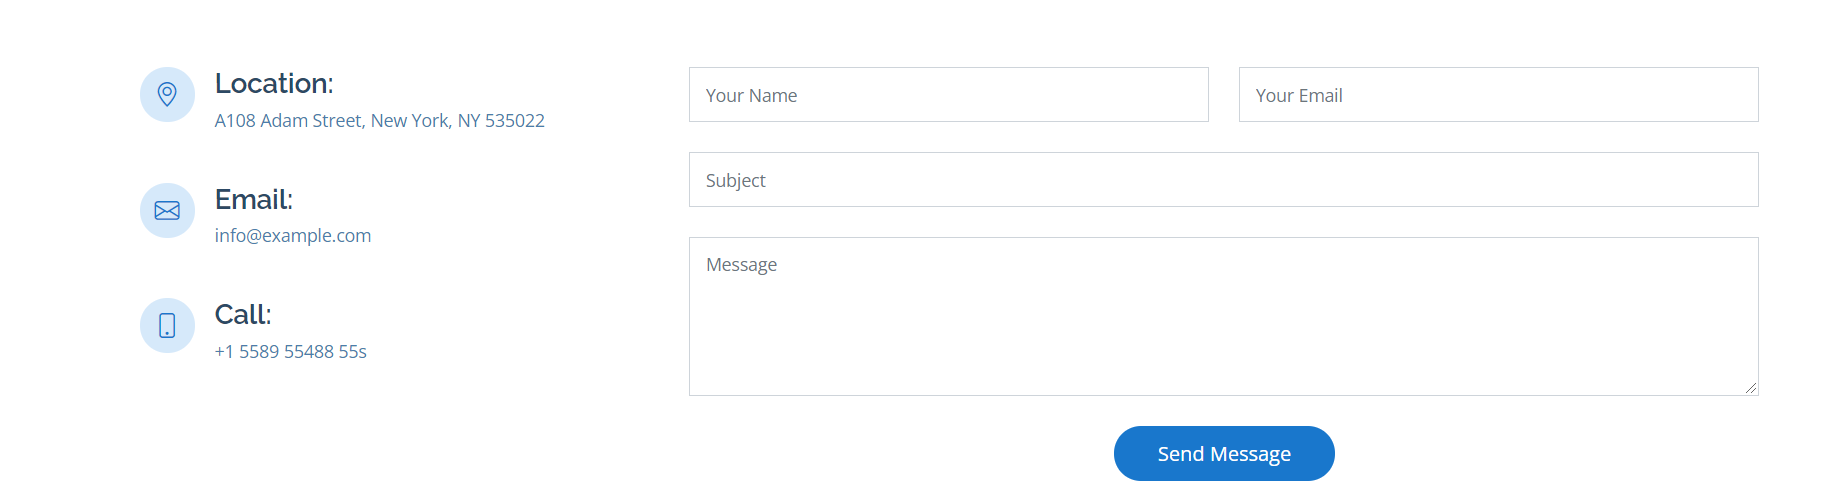 Location:
A108 Adam Street, New York, NY 535022
Email:
info@example.com
Call:
+1 5589 55488 55s
Your Name
Your Email
Subject
Message
Send Message